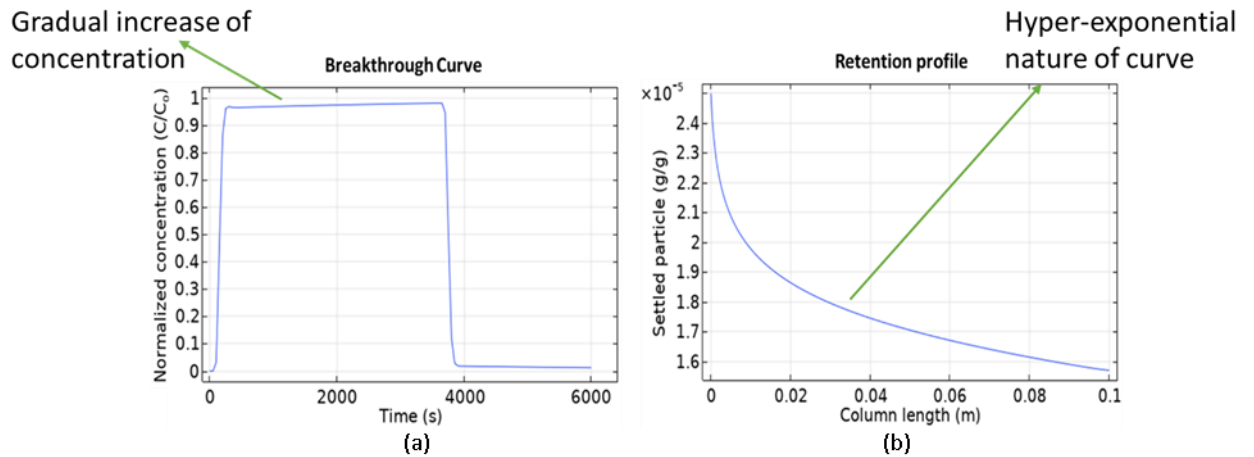 Gradual increase of
concentration
Hyper-exponential
nature of curve
Breakthrough Curve
Normalized concentration (C/Co)
1
0.9
0.8
0.7
0.6
0.5
0.4
0.3
0.2
0.1
0
0 2000 4000 6000
Time (s)
(a)
Retention profile
×10⁻⁵
Settled particle (g/g)
2.4
2.3
2.2
2.1
2
1.9
1.8
1.7
1.6
0 0.02 0.04 0.06 0.08 0.1
Column length (m)
(b)